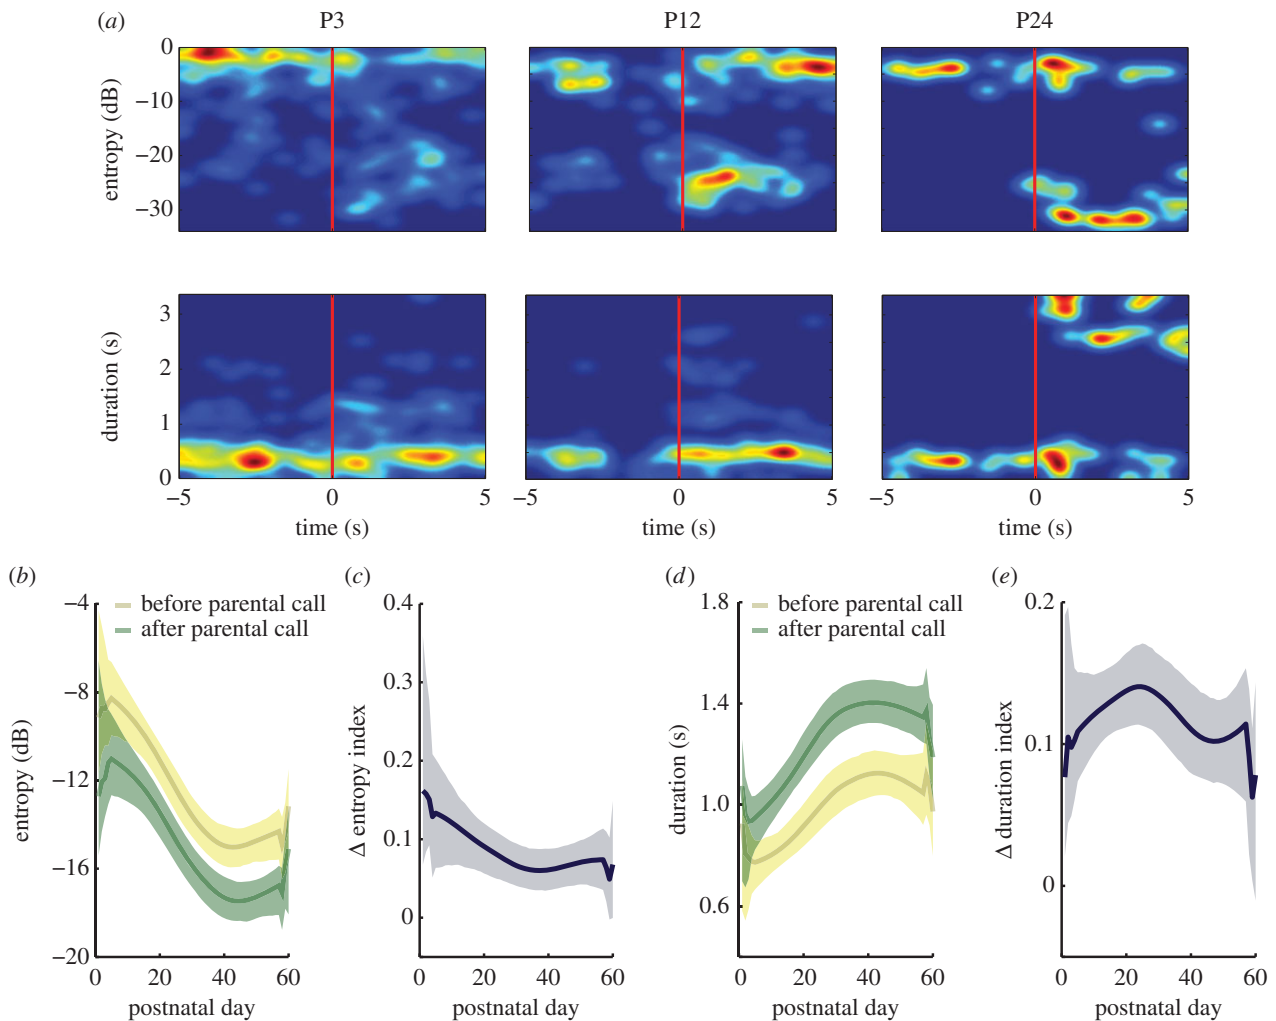 (a) P3 P12 P24
entropy (dB)
0
−10
−20
−30
duration (s)
3
2
1
0
−5 0 5 −5 0 5 −5 0 5
time (s) time (s) time (s)
(b) (c) (d) (e)
entropy (dB)
−4
−8
−12
−16
−20
before parental call
after parental call
0 20 40 60
postnatal day
Δ entropy index
0.4
0.3
0.2
0.1
0
0 20 40 60
postnatal day
duration (s)
1.8
1.4
1.0
0.6
before parental call
after parental call
0 20 40 60
postnatal day
Δ duration index
0.2
0.1
0
0 20 40 60
postnatal day